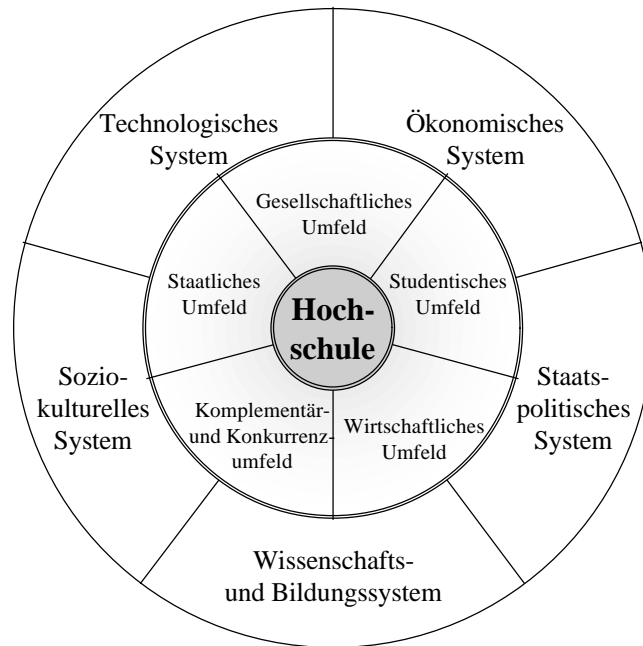 Technologisches
System
Ökonomisches
System
Gesellschaftliches
Umfeld
Staatliches
Umfeld
Studentisches
Umfeld
Hoch-
schule
Sozio-
kulturelles
System
Staats-
politisches
System
Komplementär-
und Konkurrenz-
umfeld
Wirtschaftliches
Umfeld
Wissenschafts-
und Bildungssystem